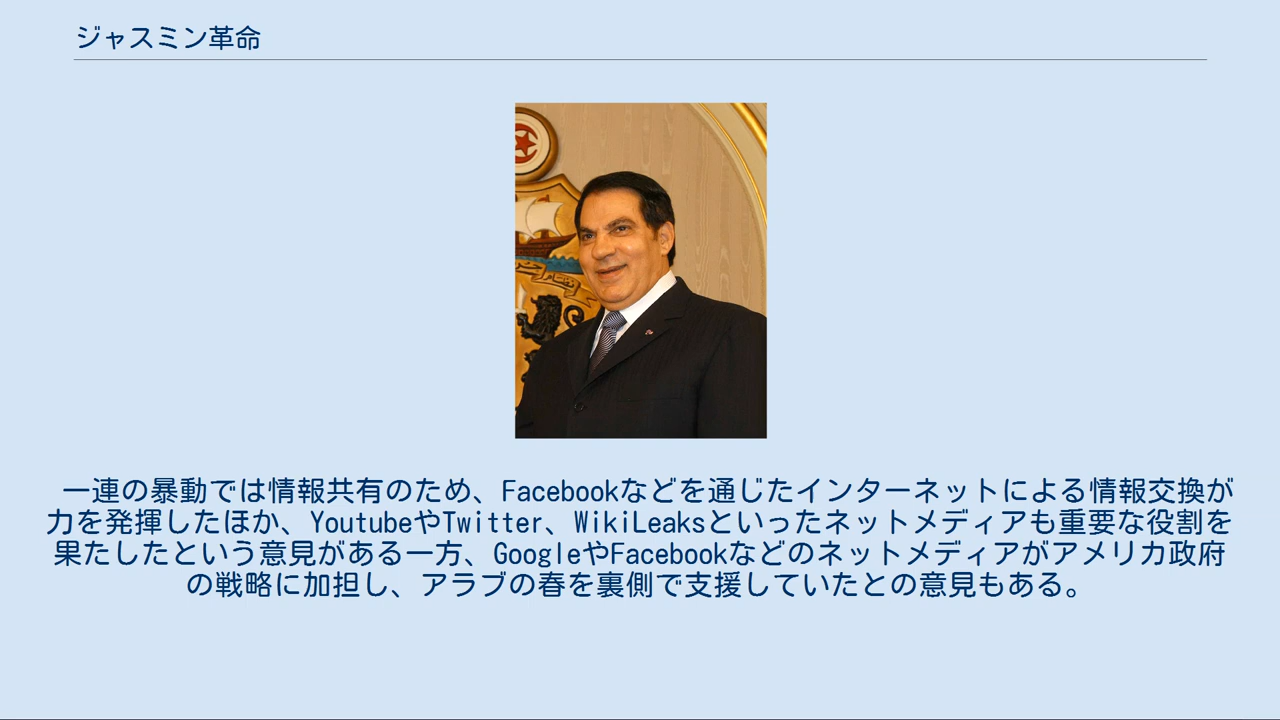 ジャスミン革命
一連の暴動では情報共有のため、Facebookなどを通じたインターネットによる情報交換が
力を発揮したほか、YoutubeやTwitter、WikiLeaksといったネットメディアも重要な役割を
果たしたという意見がある一方、GoogleやFacebookなどのネットメディアがアメリカ政府
の戦略に加担し、アラブの春を裏側で支援していたとの意見もある。